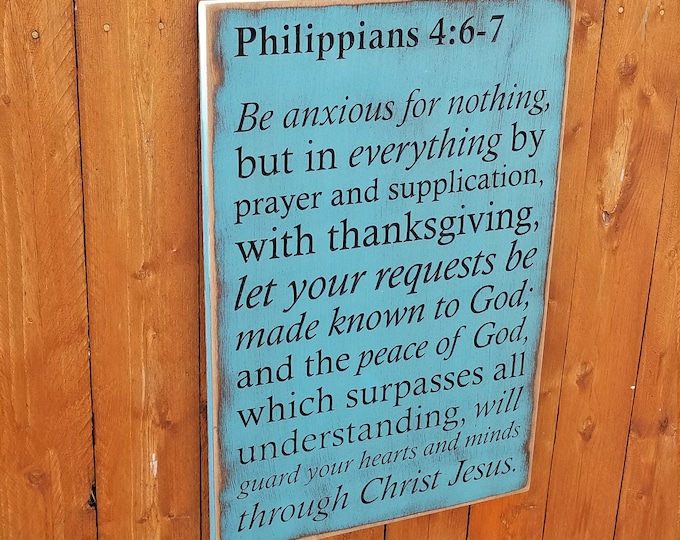 Philippians 4:6-7
Be anxious for nothing,
but in everything by
prayer and supplication,
with thanksgiving,
let your requests be
made known to God;
and the peace of God,
which surpasses all
understanding, will
guard your hearts and minds
through Christ Jesus.